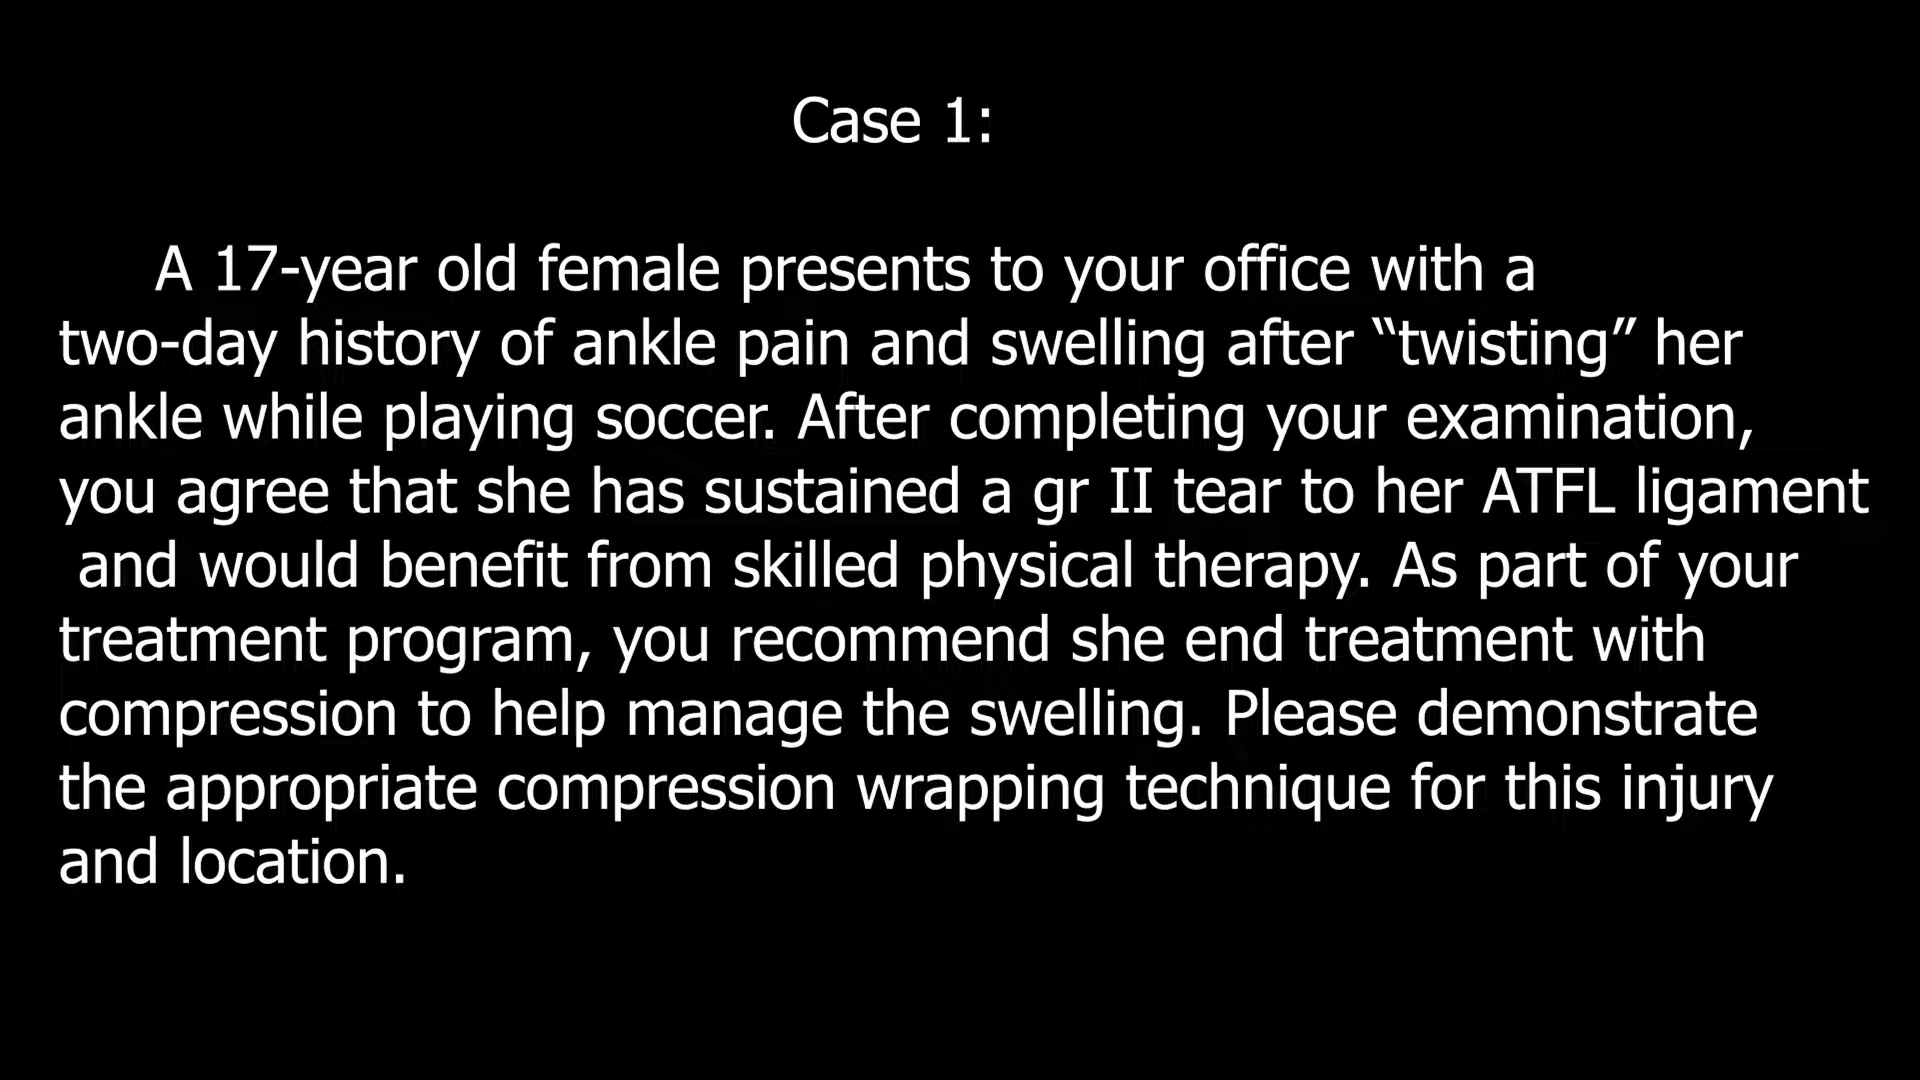 Case 1:
A 17-year old female presents to your office with a
two-day history of ankle pain and swelling after “twisting” her
ankle while playing soccer. After completing your examination,
you agree that she has sustained a gr II tear to her ATFL ligament
and would benefit from skilled physical therapy. As part of your
treatment program, you recommend she end treatment with
compression to help manage the swelling. Please demonstrate
the appropriate compression wrapping technique for this injury
and location.